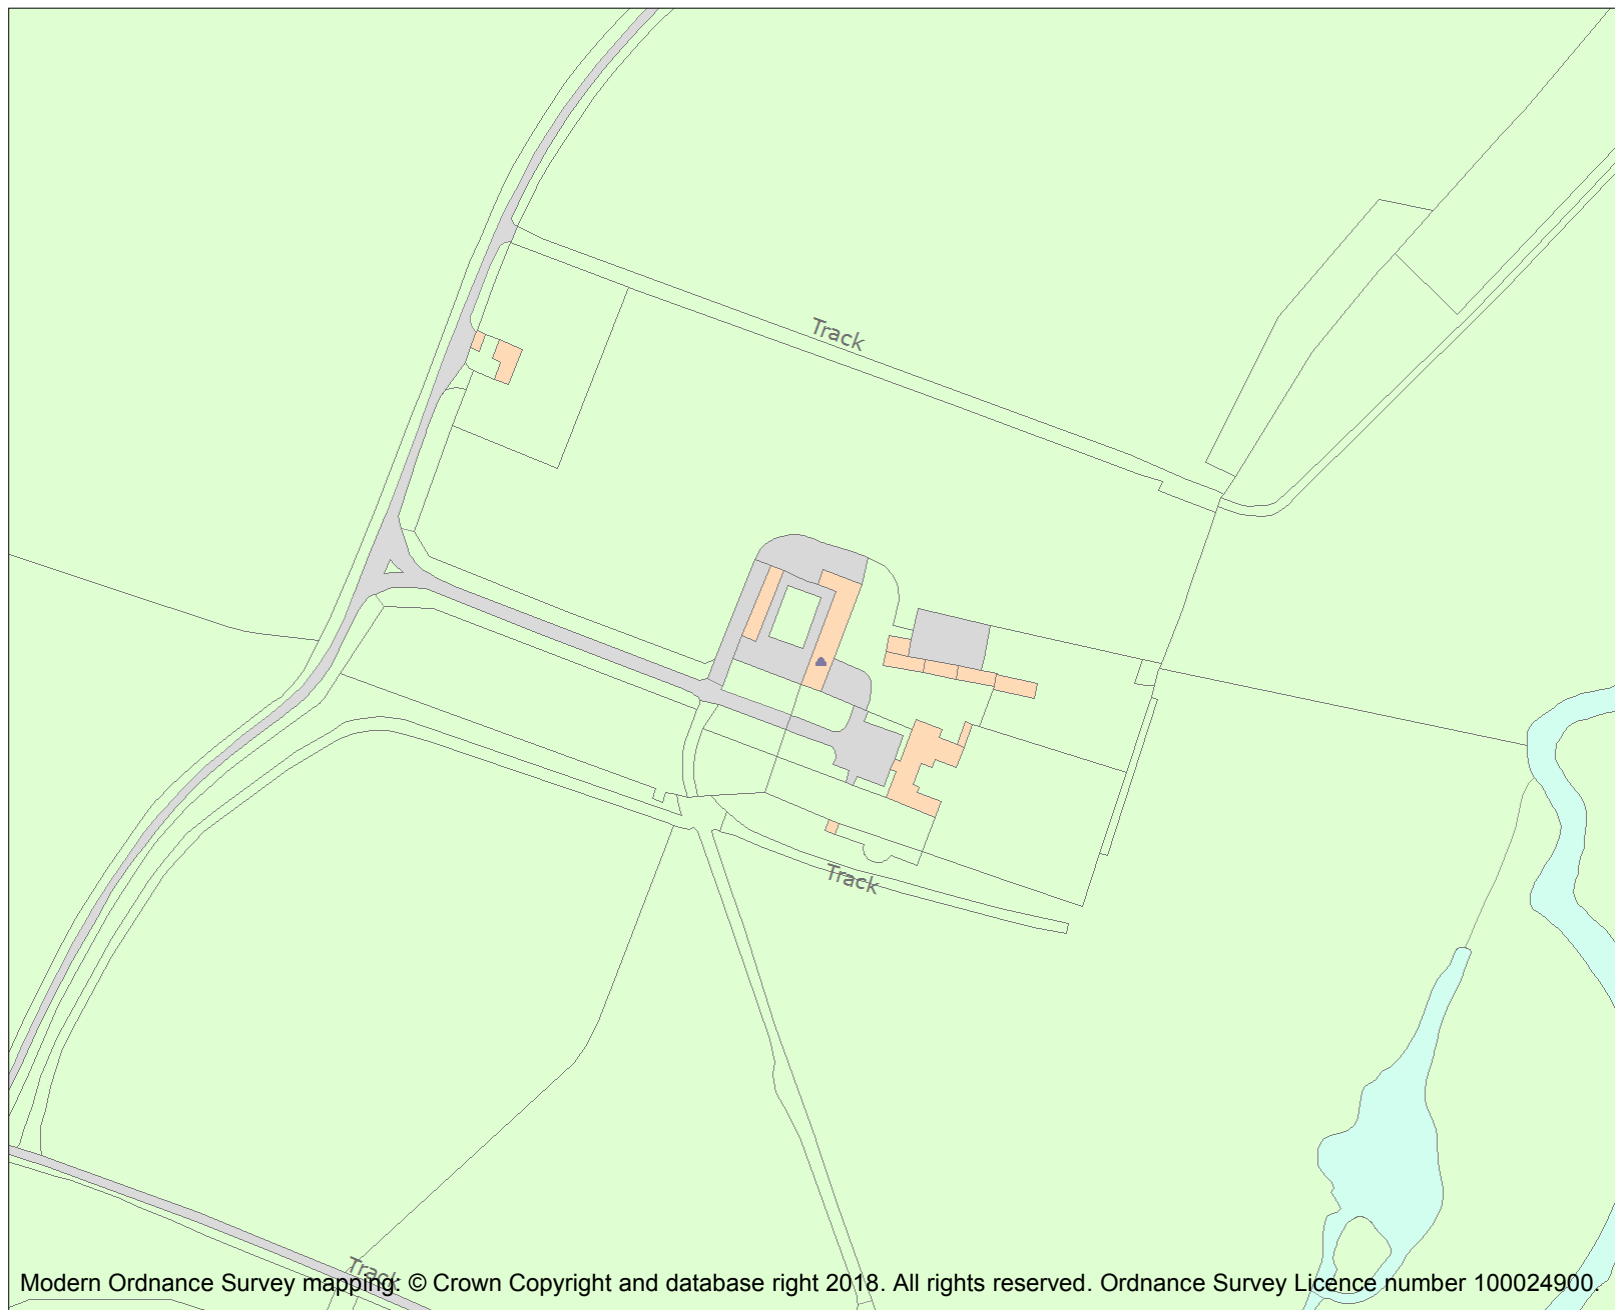 Track
Track
Track
Modern Ordnance Survey mapping: © Crown Copyright and database right 2018. All rights reserved. Ordnance Survey Licence number 100024900.